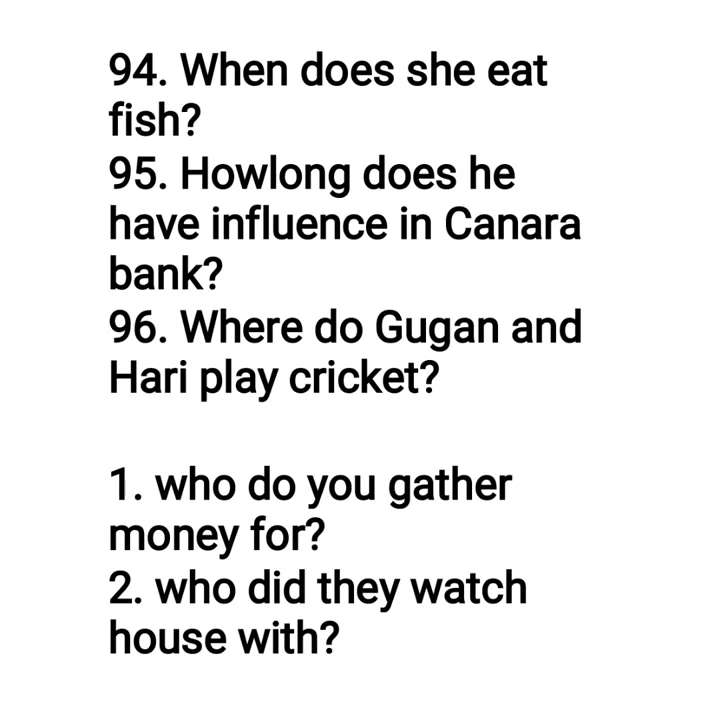 94. When does she eat
fish?
95. Howlong does he
have influence in Canara
bank?
96. Where do Gugan and
Hari play cricket?
1. who do you gather
money for?
2. who did they watch
house with?